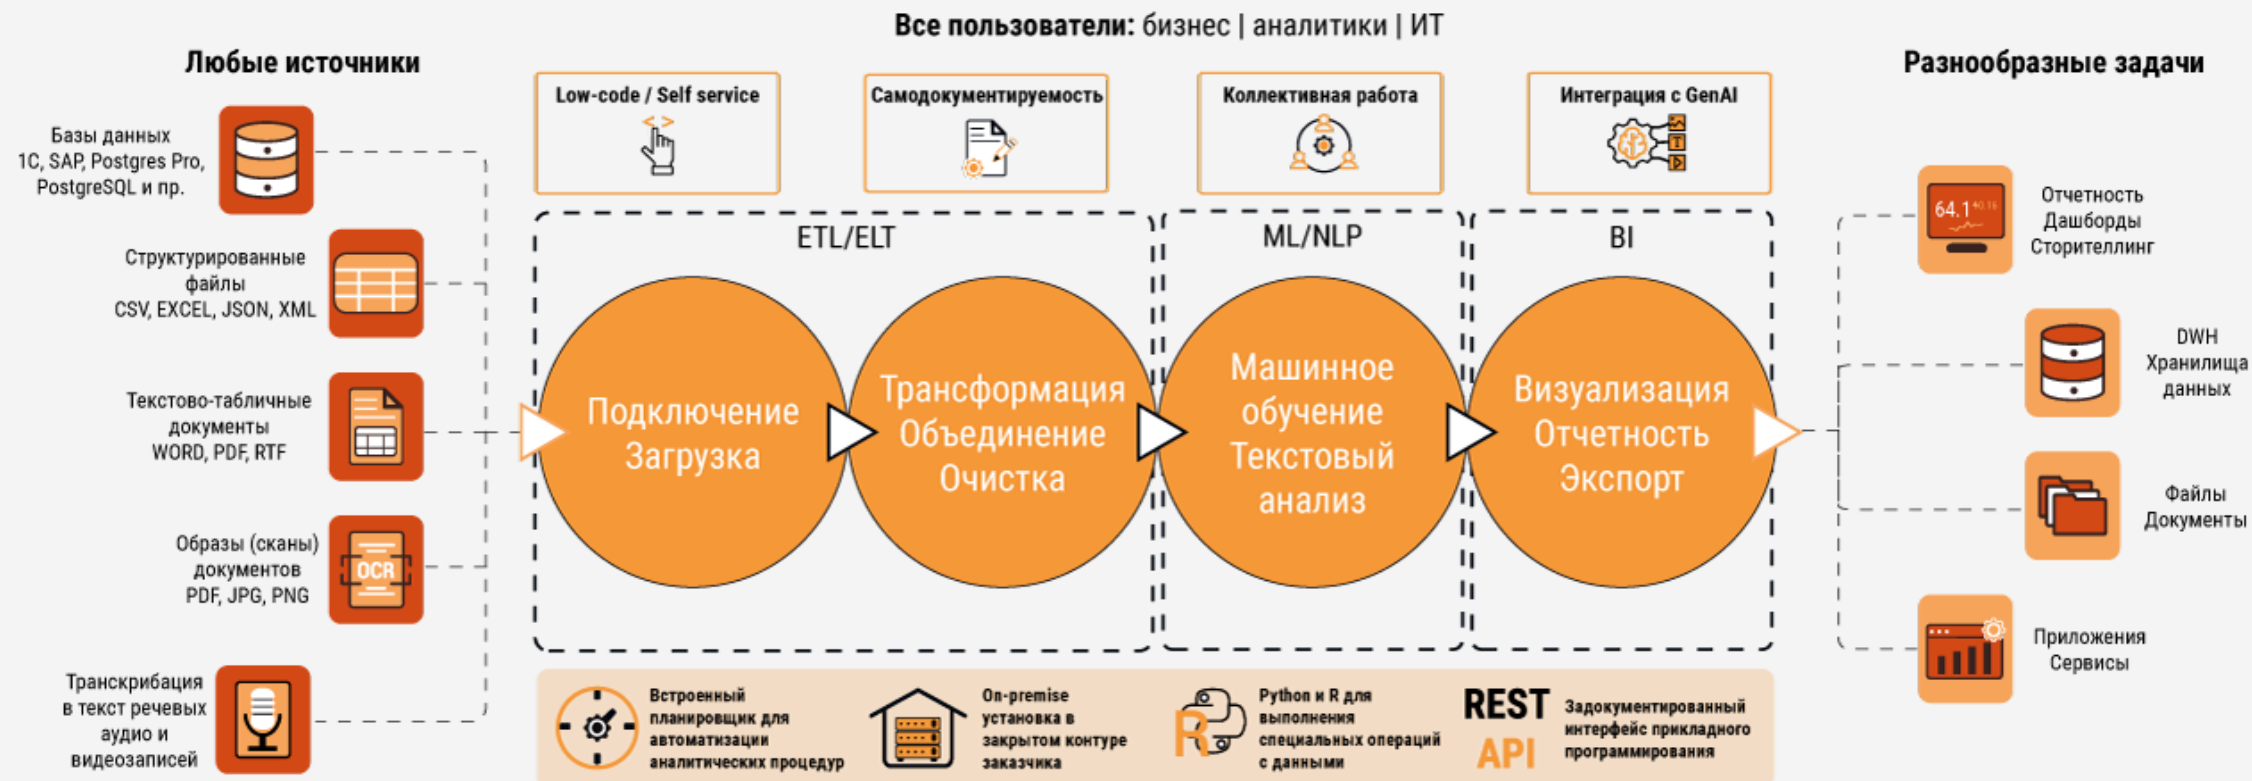 Все пользователи: бизнес | аналитики | ИТ
Любые источники
Базы данных
1С, SAP, Postgres Pro,
PostgreSQL и пр.
Структурированные
файлы
CSV, EXCEL, JSON, XML
Текстово-табличные
документы
WORD, PDF, RTF
Образы (сканы)
документов
PDF, JPG, PNG
OCR
Транскрибация
в текст речевых
аудио и
видеозаписей
Low-code / Self service
Самодокументируемость
Коллективная работа
Интеграция с GenAI
T
ETL/ELT
Подключение
Загрузка
Трансформация
Объединение
Очистка
ML/NLP
Машинное
обучение
Текстовый
анализ
BI
Визуализация
Отчетность
Экспорт
Встроенный
планировщик для
автоматизации
аналитических процедур
On-premise
установка в
закрытом контуре
заказчика
R
Python и R для
выполнения
специальных операций
с данными
REST
API
Задокументированный
интерфейс прикладного
программирования
Разнообразные задачи
64.1 +0.16
Отчетность
Дашборды
Сторителлинг
DWH
Хранилища
данных
Файлы
Документы
Приложения
Сервисы